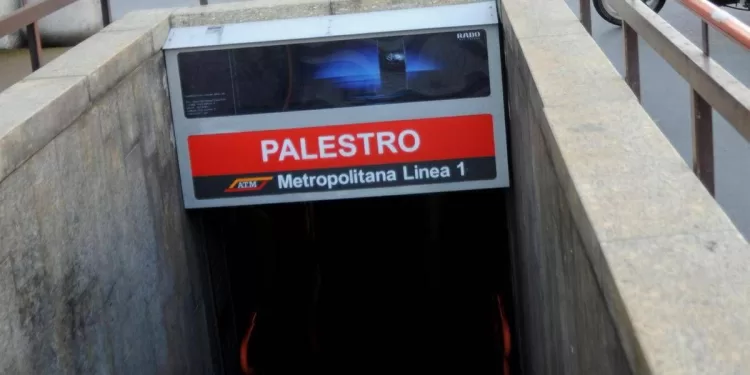 RADO
PALESTRO
ATM Metropolitana Linea 1